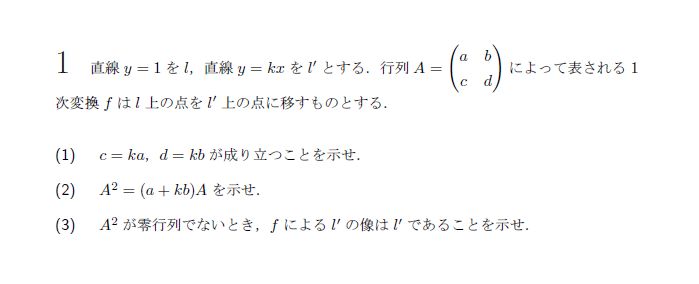 1 直線 y = 1 を l，直線 y = kx を l′ とする．行列 A = \begin{pmatrix} a & b \\ c & d \end{pmatrix} によって表される 1
次変換 f は l 上の点を l′ 上の点に移すものとする．
(1) c = ka，d = kb が成り立つことを示せ．
(2) A² = (a + kb)A を示せ．
(3) A² が零行列でないとき，f による l′ の像は l′ であることを示せ．